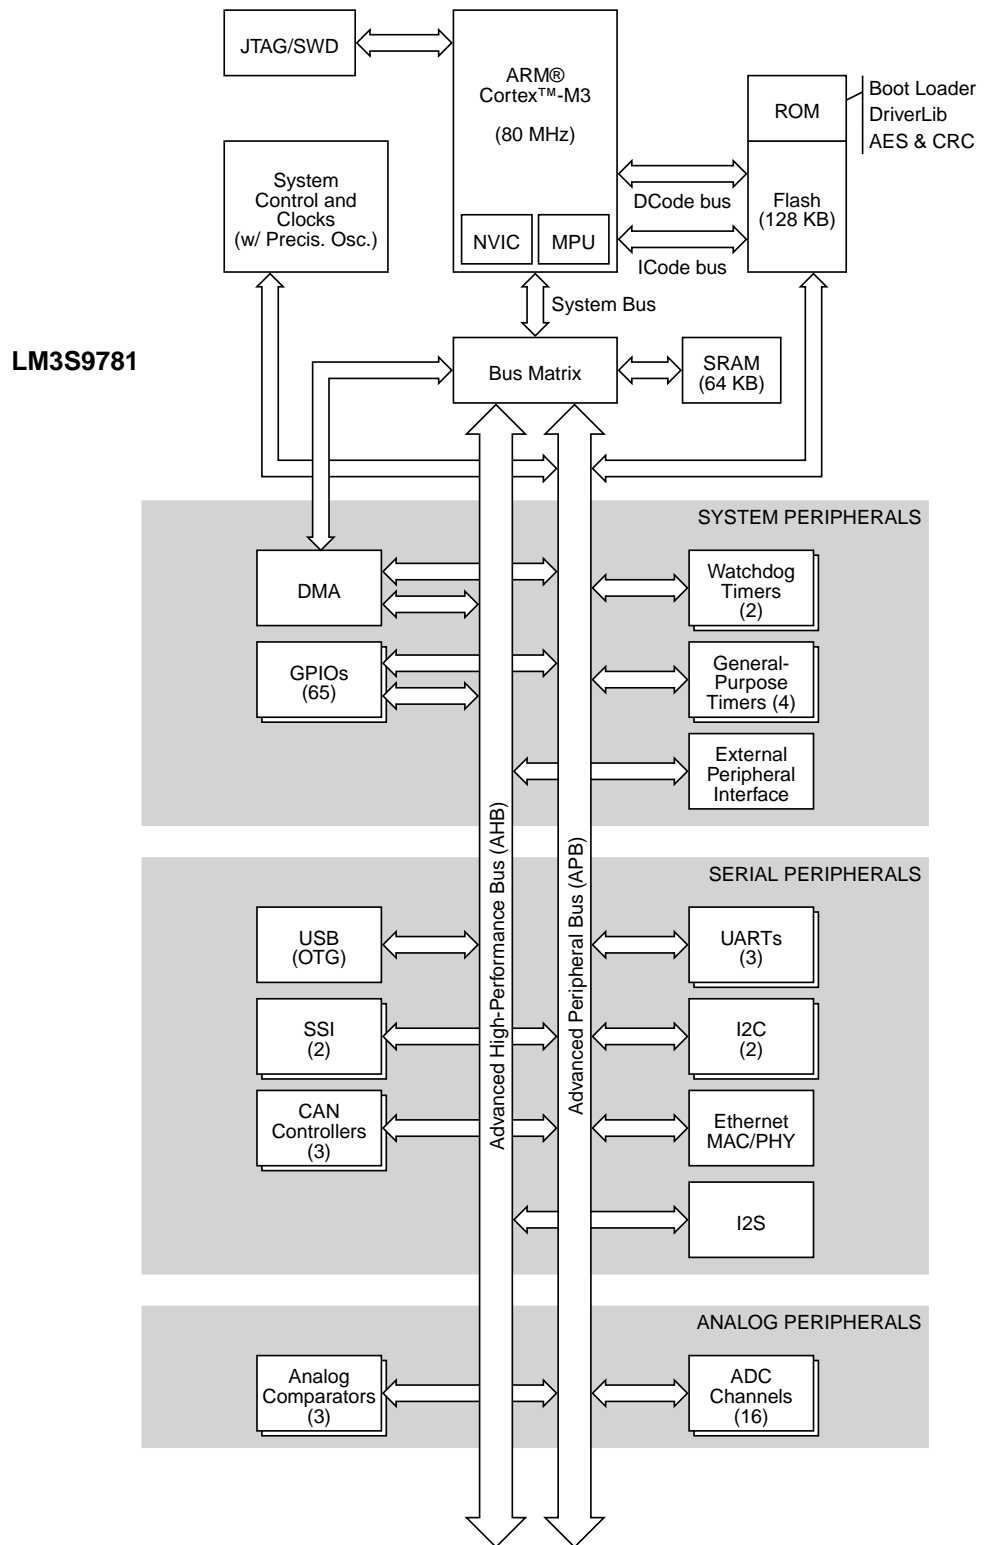 JTAG/SWD
ARM®
Cortex™-M3
(80 MHz)
NVIC
MPU
ROM
Boot Loader
DriverLib
AES & CRC
Flash
(128 KB)
DCode bus
ICode bus
System
Control and
Clocks
(w/ Precis. Osc.)
System Bus
LM3S9781
Bus Matrix
SRAM
(64 KB)
SYSTEM PERIPHERALS
DMA
Watchdog
Timers
(2)
GPIOs
(65)
General-
Purpose
Timers (4)
External
Peripheral
Interface
Advanced High-Performance Bus (AHB)
Advanced Peripheral Bus (APB)
SERIAL PERIPHERALS
USB
(OTG)
UARTs
(3)
SSI
(2)
I2C
(2)
CAN
Controllers
(3)
Ethernet
MAC/PHY
I2S
ANALOG PERIPHERALS
Analog
Comparators
(3)
ADC
Channels
(16)